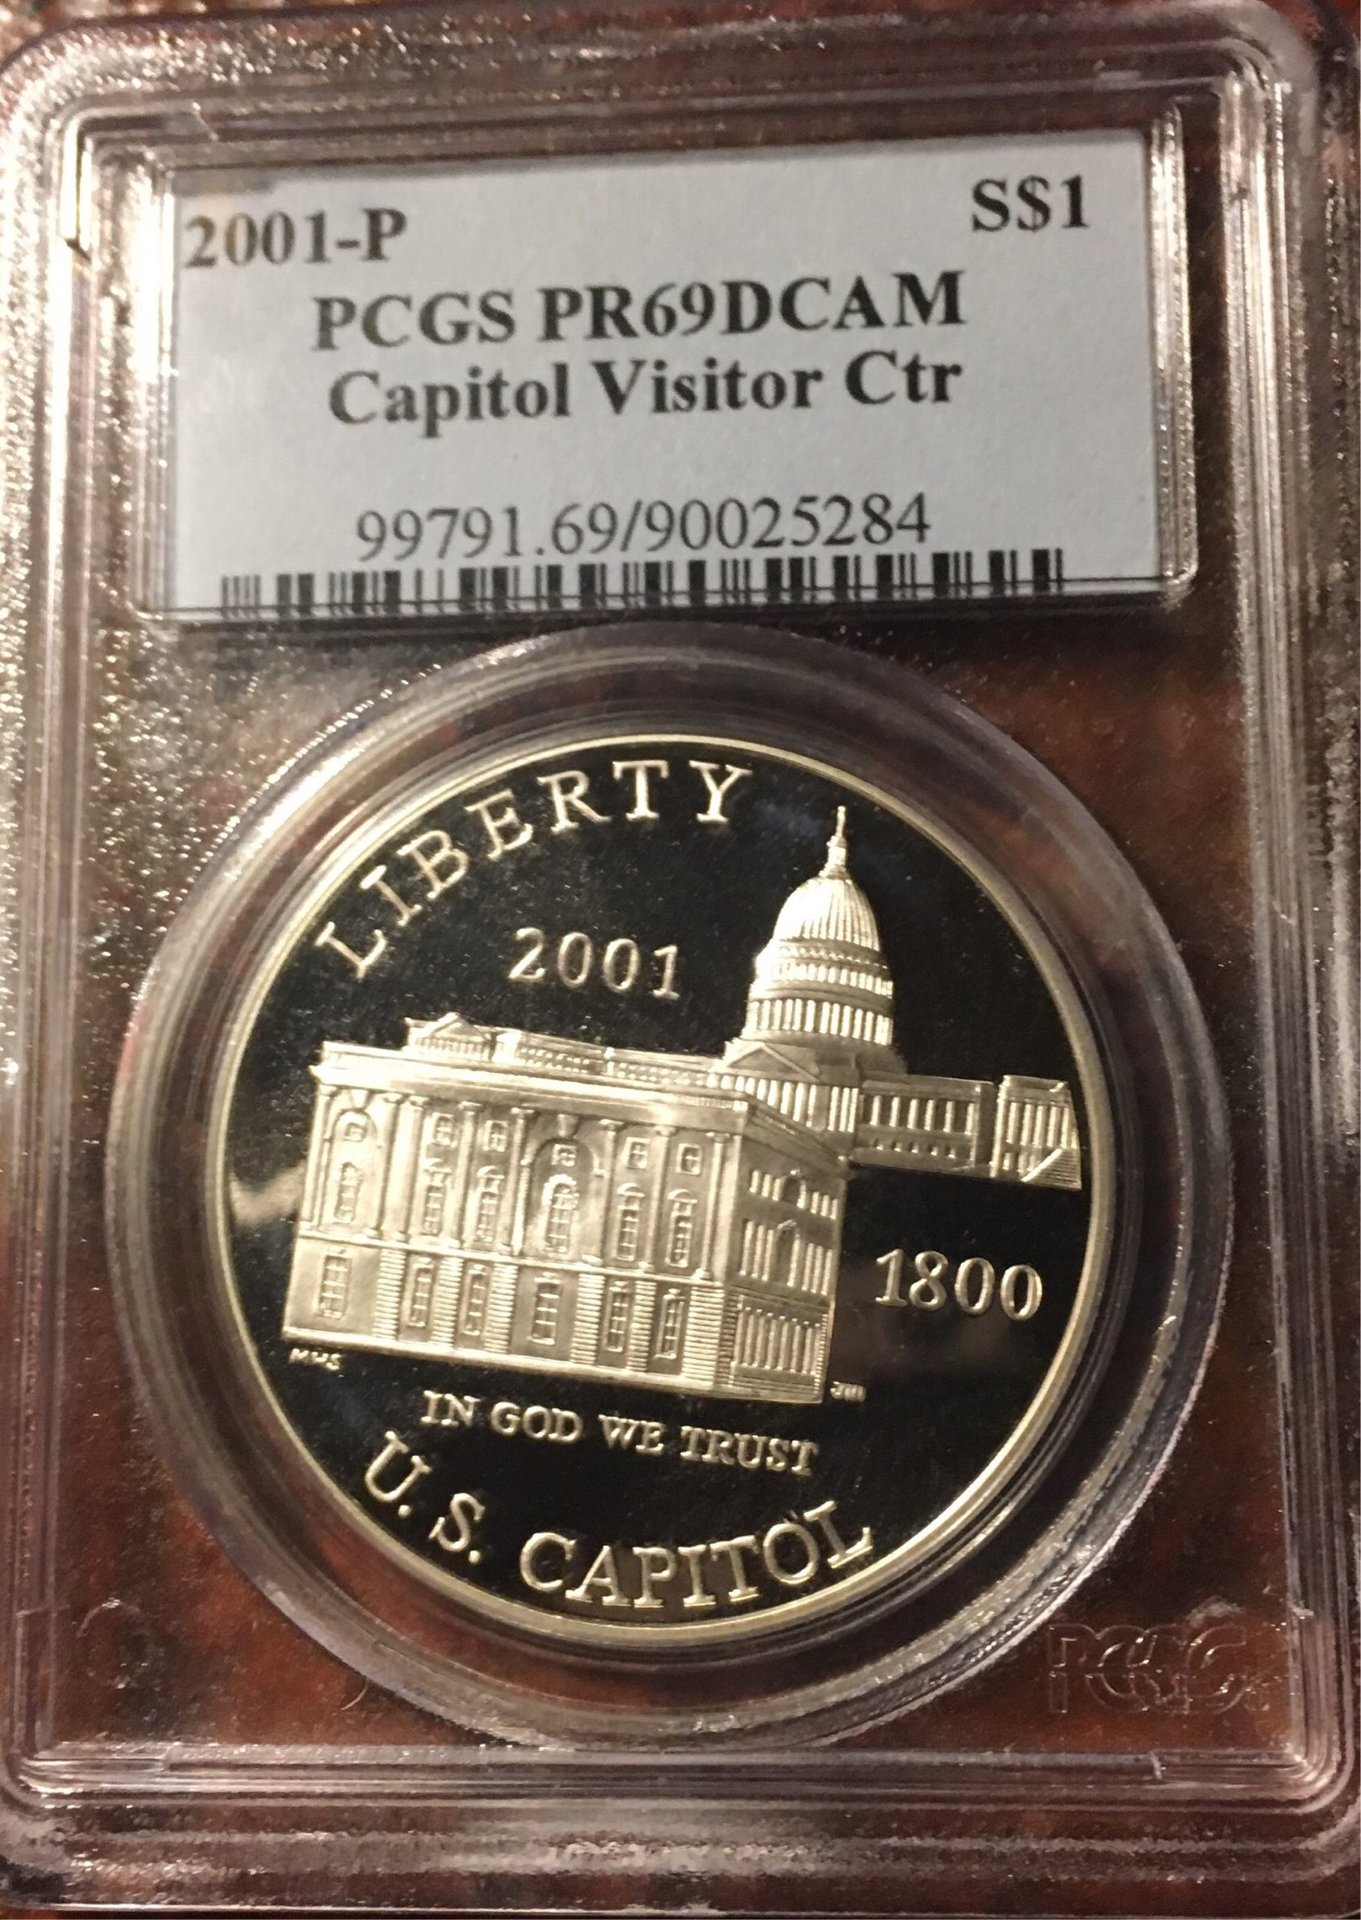 2001-P S$1
PCGS PR69DCAM
Capitol Visitor Ctr
99791.69/90025284
LIBERTY
2001
1800
MHS
IN GOD WE TRUST
U.S. CAPITOL
PCGS